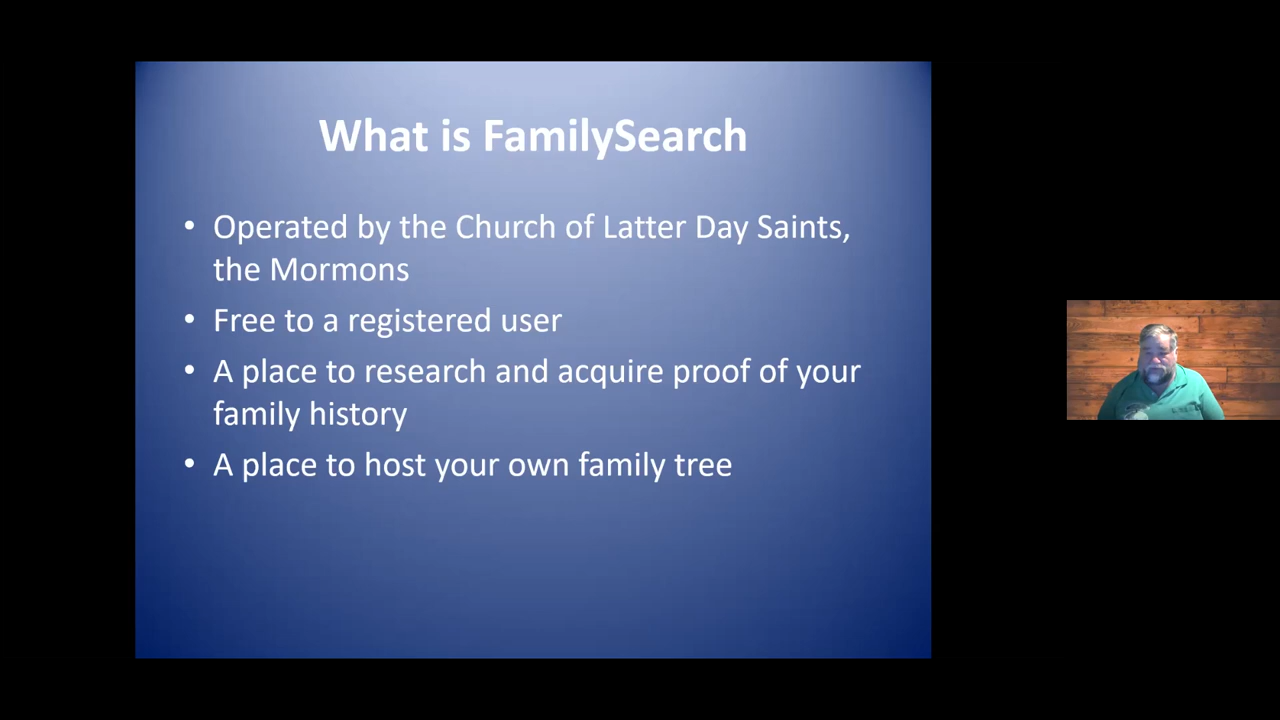 What is FamilySearch
• Operated by the Church of Latter Day Saints,
the Mormons
• Free to a registered user
• A place to research and acquire proof of your
family history
• A place to host your own family tree